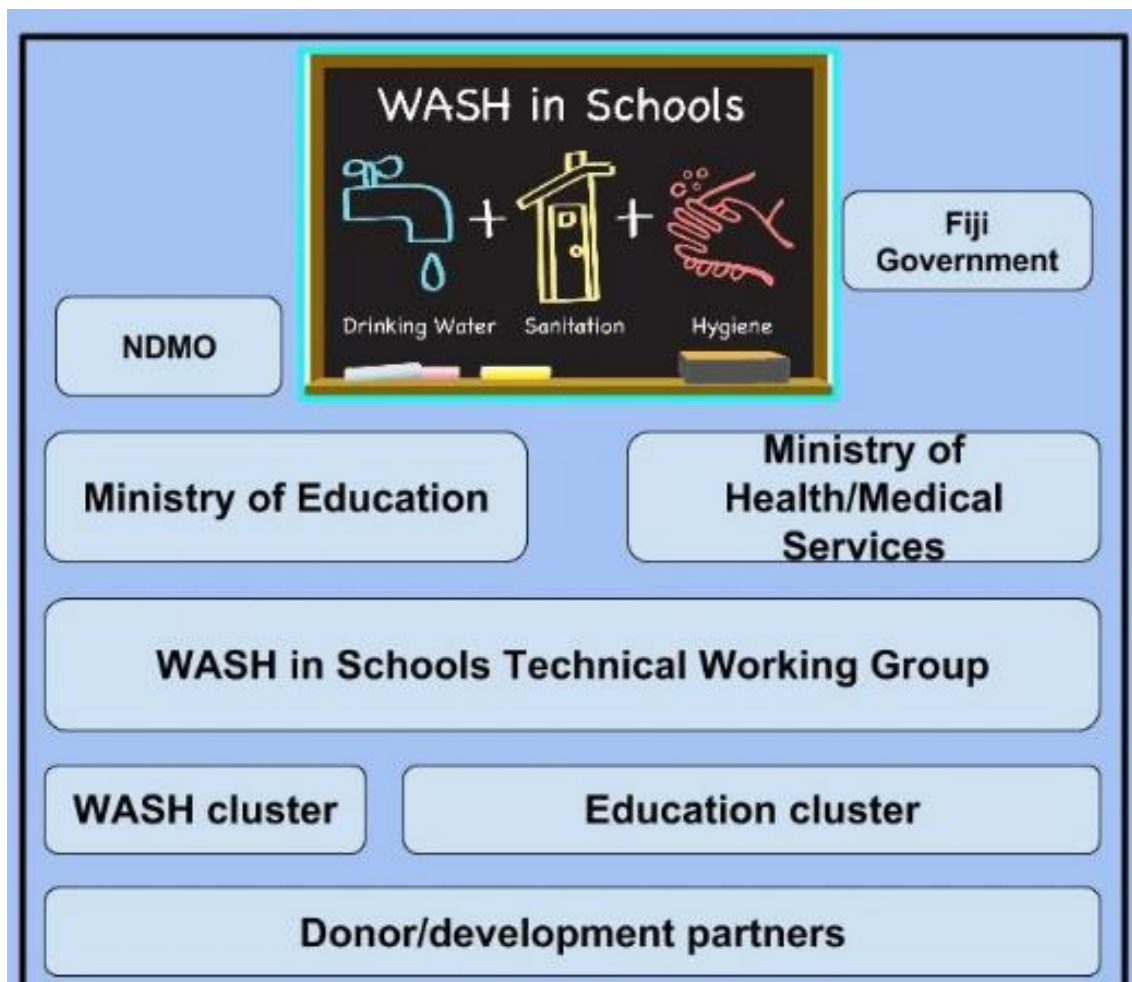 WASH in Schools
+ +
Drinking Water Sanitation Hygiene
Fiji
Government
NDMO
Ministry of Education
Ministry of
Health/Medical
Services
WASH in Schools Technical Working Group
WASH cluster
Education cluster
Donor/development partners